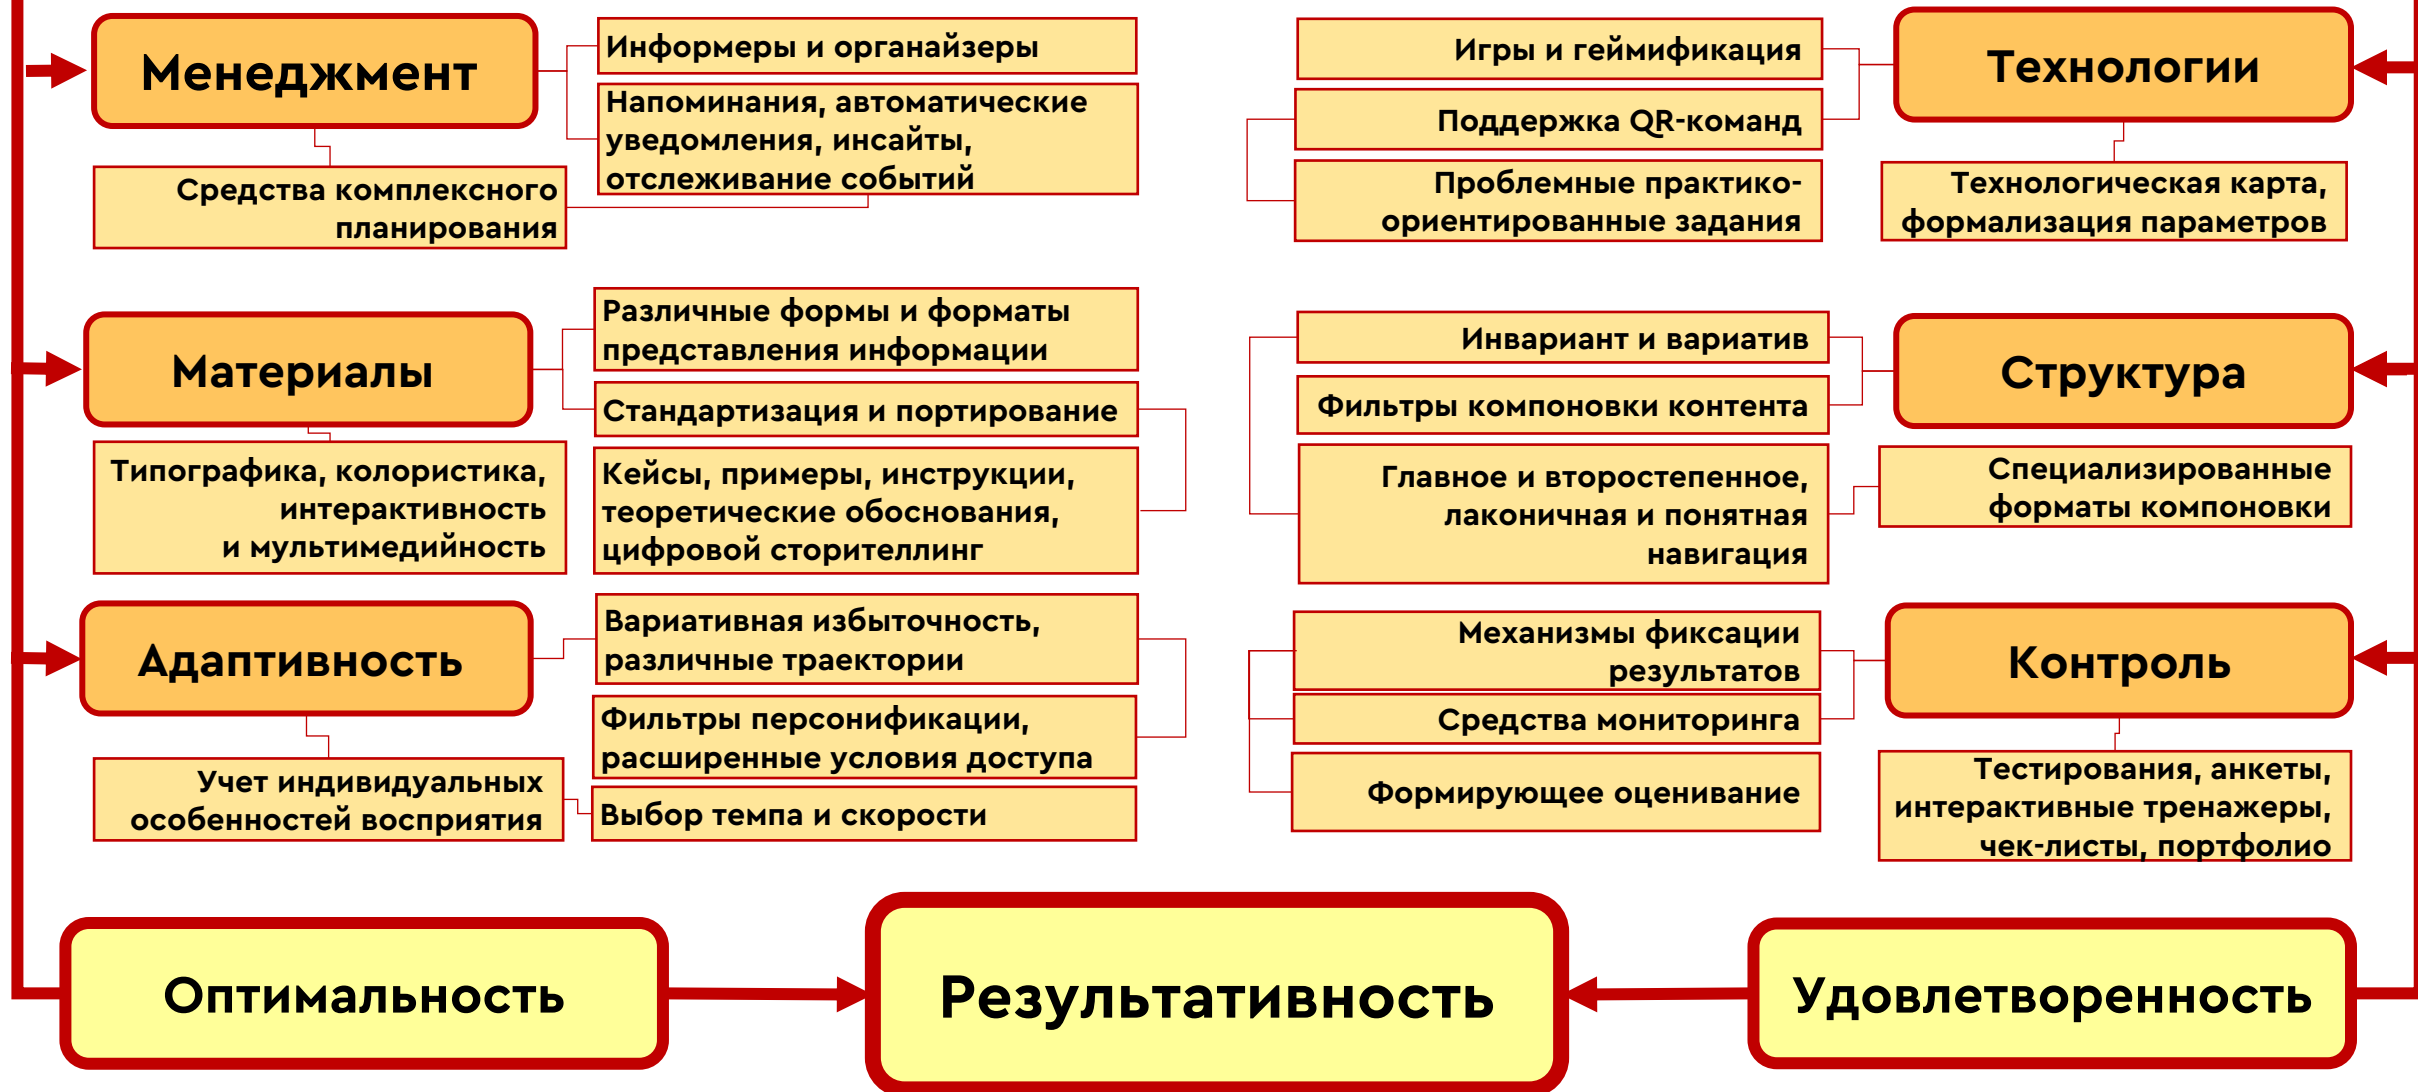 Менеджмент
Информеры и органайзеры
Напоминания, автоматические
уведомления, инсайты,
отслеживание событий
Средства комплексного
планирования
Игры и геймификация
Поддержка QR-команд
Проблемные практико-
ориентированные задания
Технологии
Технологическая карта,
формализация параметров
Материалы
Различные формы и форматы
представления информации
Стандартизация и портирование
Кейсы, примеры, инструкции,
теоретические обоснования,
цифровой сторителлинг
Типографика, колористика,
интерактивность
и мультимедийность
Инвариант и вариатив
Фильтры компоновки контента
Главное и второстепенное,
лаконичная и понятная
навигация
Структура
Специализированные
форматы компоновки
Адаптивность
Вариативная избыточность,
различные траектории
Фильтры персонификации,
расширенные условия доступа
Выбор темпа и скорости
Учет индивидуальных
особенностей восприятия
Механизмы фиксации
результатов
Средства мониторинга
Формирующее оценивание
Контроль
Тестирования, анкеты,
интерактивные тренажеры,
чек-листы, портфолио
Оптимальность
Результативность
Удовлетворенность